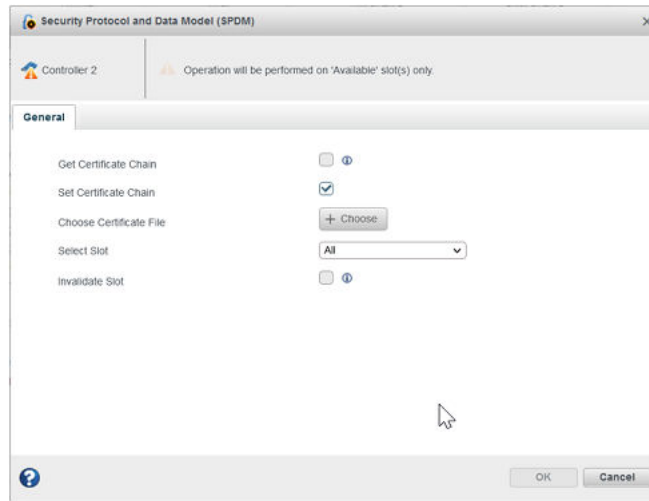 Security Protocol and Data Model (SPDM)
Controller 2
Operation will be performed on 'Available' slot(s) only.
General
Get Certificate Chain
Set Certificate Chain
Choose Certificate File
+ Choose
Select Slot
All
Invalidate Slot
OK
Cancel